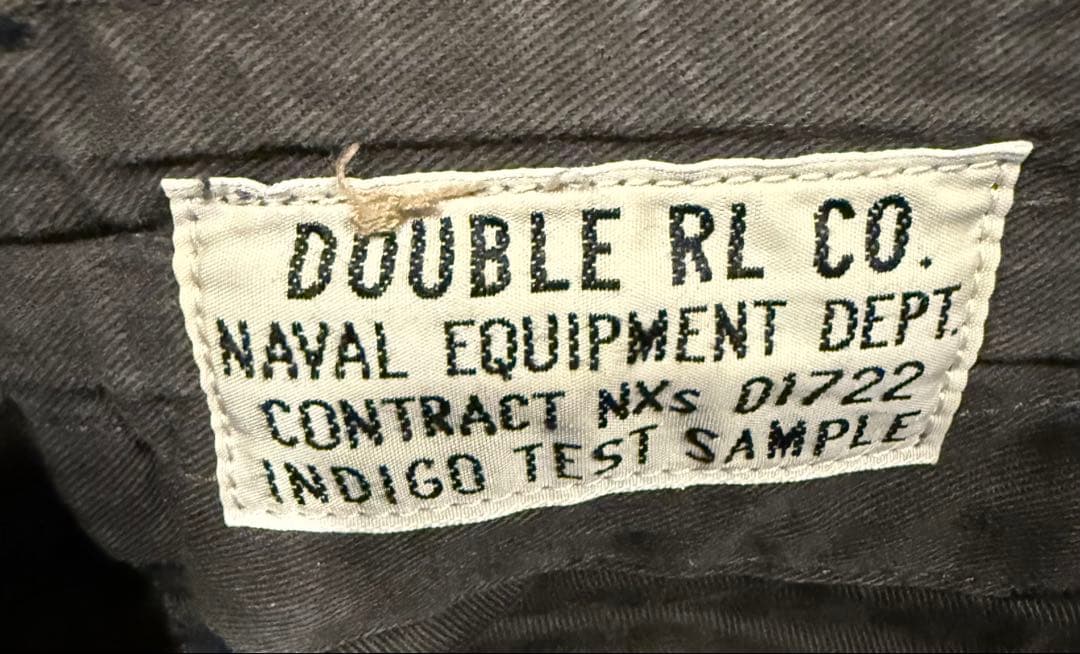 DOUBLE RL CO.
NAVAL EQUIPMENT DEPT.
CONTRACT NXs 01722
INDIGO TEST SAMPLE